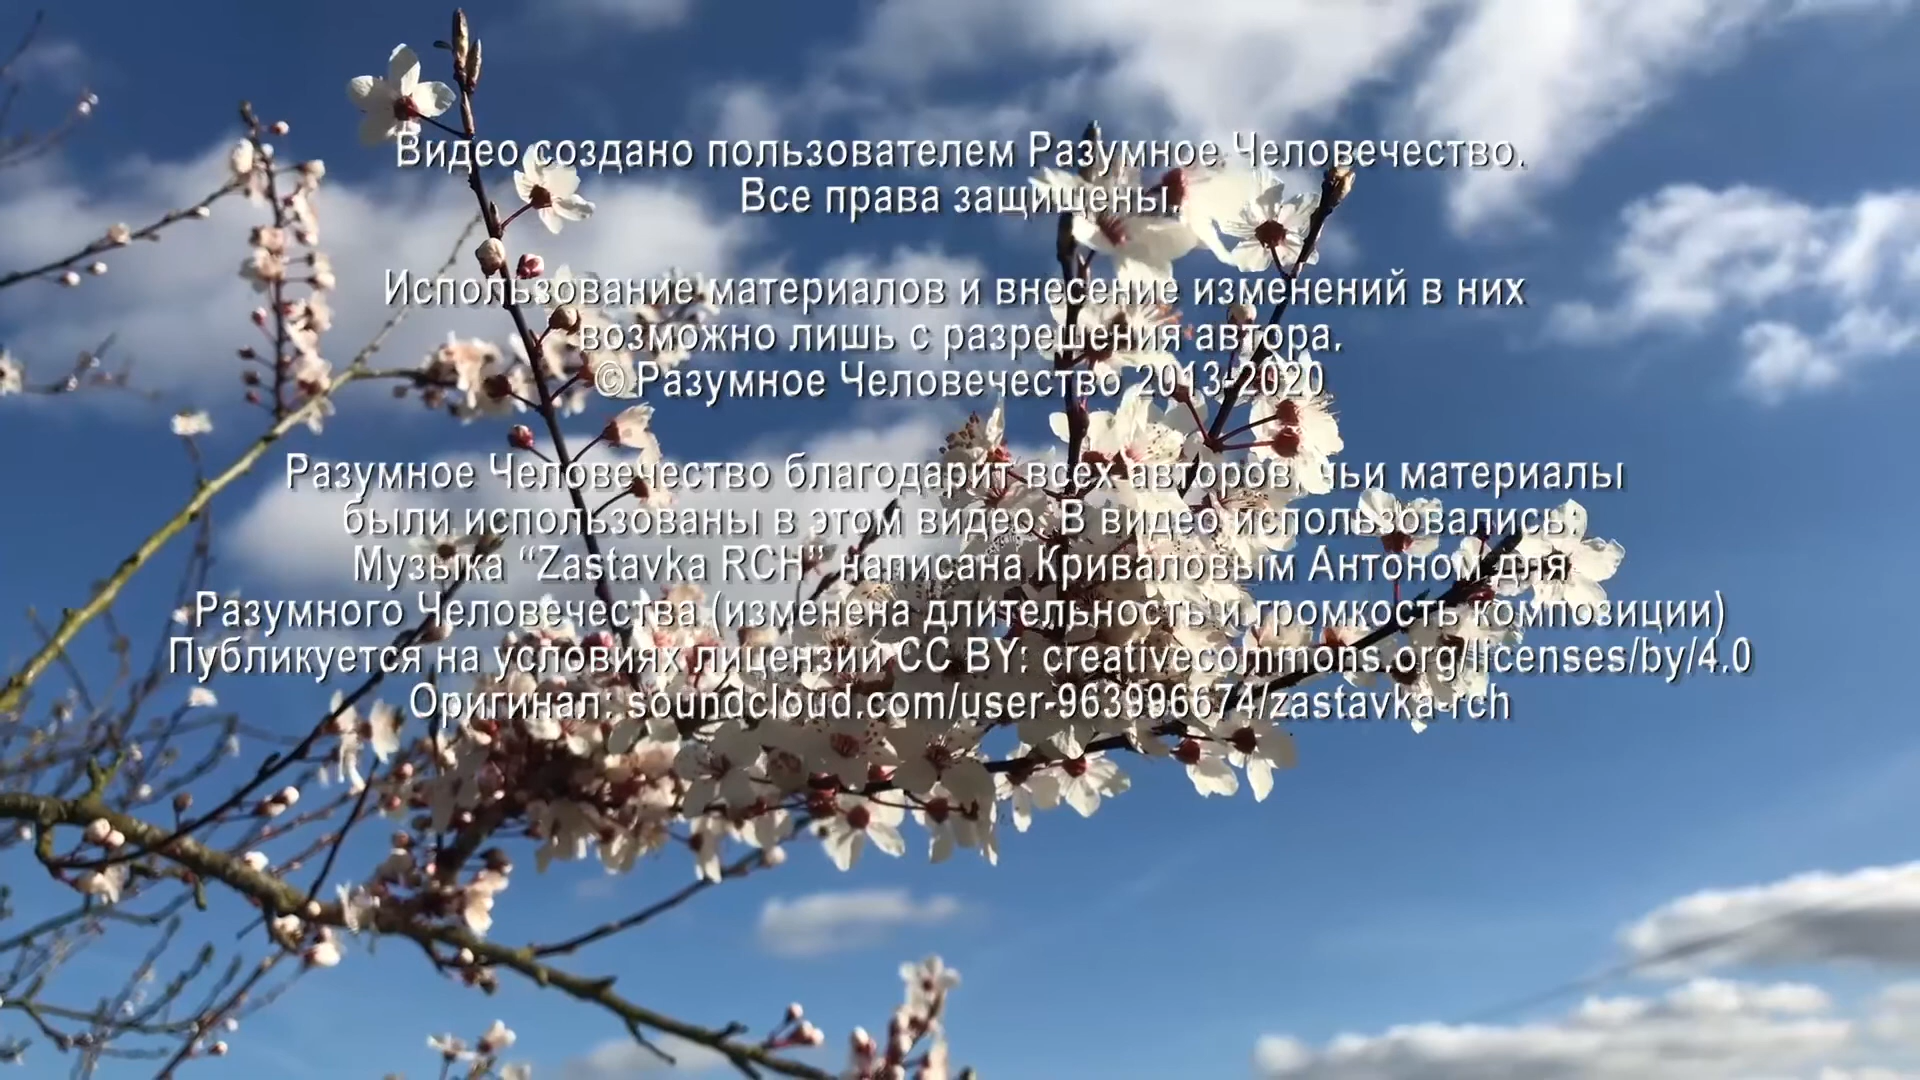 Видео создано пользователем Разумное Человечество.
Все права защищены.
Использование материалов и внесение изменений в них
возможно лишь с разрешения автора.
© Разумное Человечество 2013-2020
Разумное Человечество благодарит всех авторов, чьи материалы
были использованы в этом видео. В видео использовались:
Музыка “Zastavka RCH” написана Криваловым Антоном для
Разумного Человечества (изменена длительность и громкость композиции)
Публикуется на условиях лицензии CC BY: creativecommons.org/licenses/by/4.0
Оригинал: soundcloud.com/user-963996674/zastavka-rch